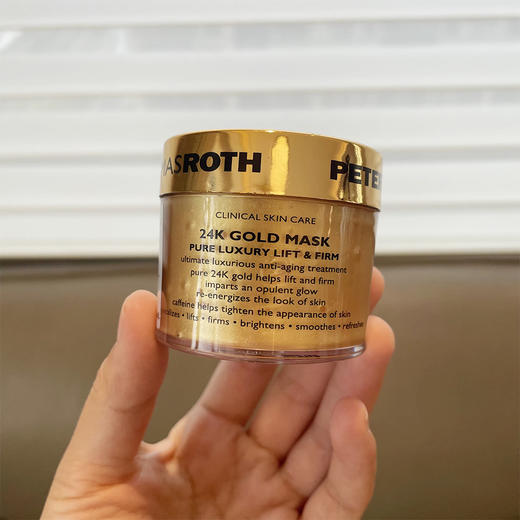 ASROTH PETER
CLINICAL SKIN CARE
24K GOLD MASK
PURE LUXURY LIFT & FIRM
ultimate luxurious anti-aging treatment
pure 24K gold helps lift and firm
imparts an opulent glow
re-energizes the look of skin
caffeine helps tighten the appearance of skin
• lifts • firms • brightens • smoothes • refreshes